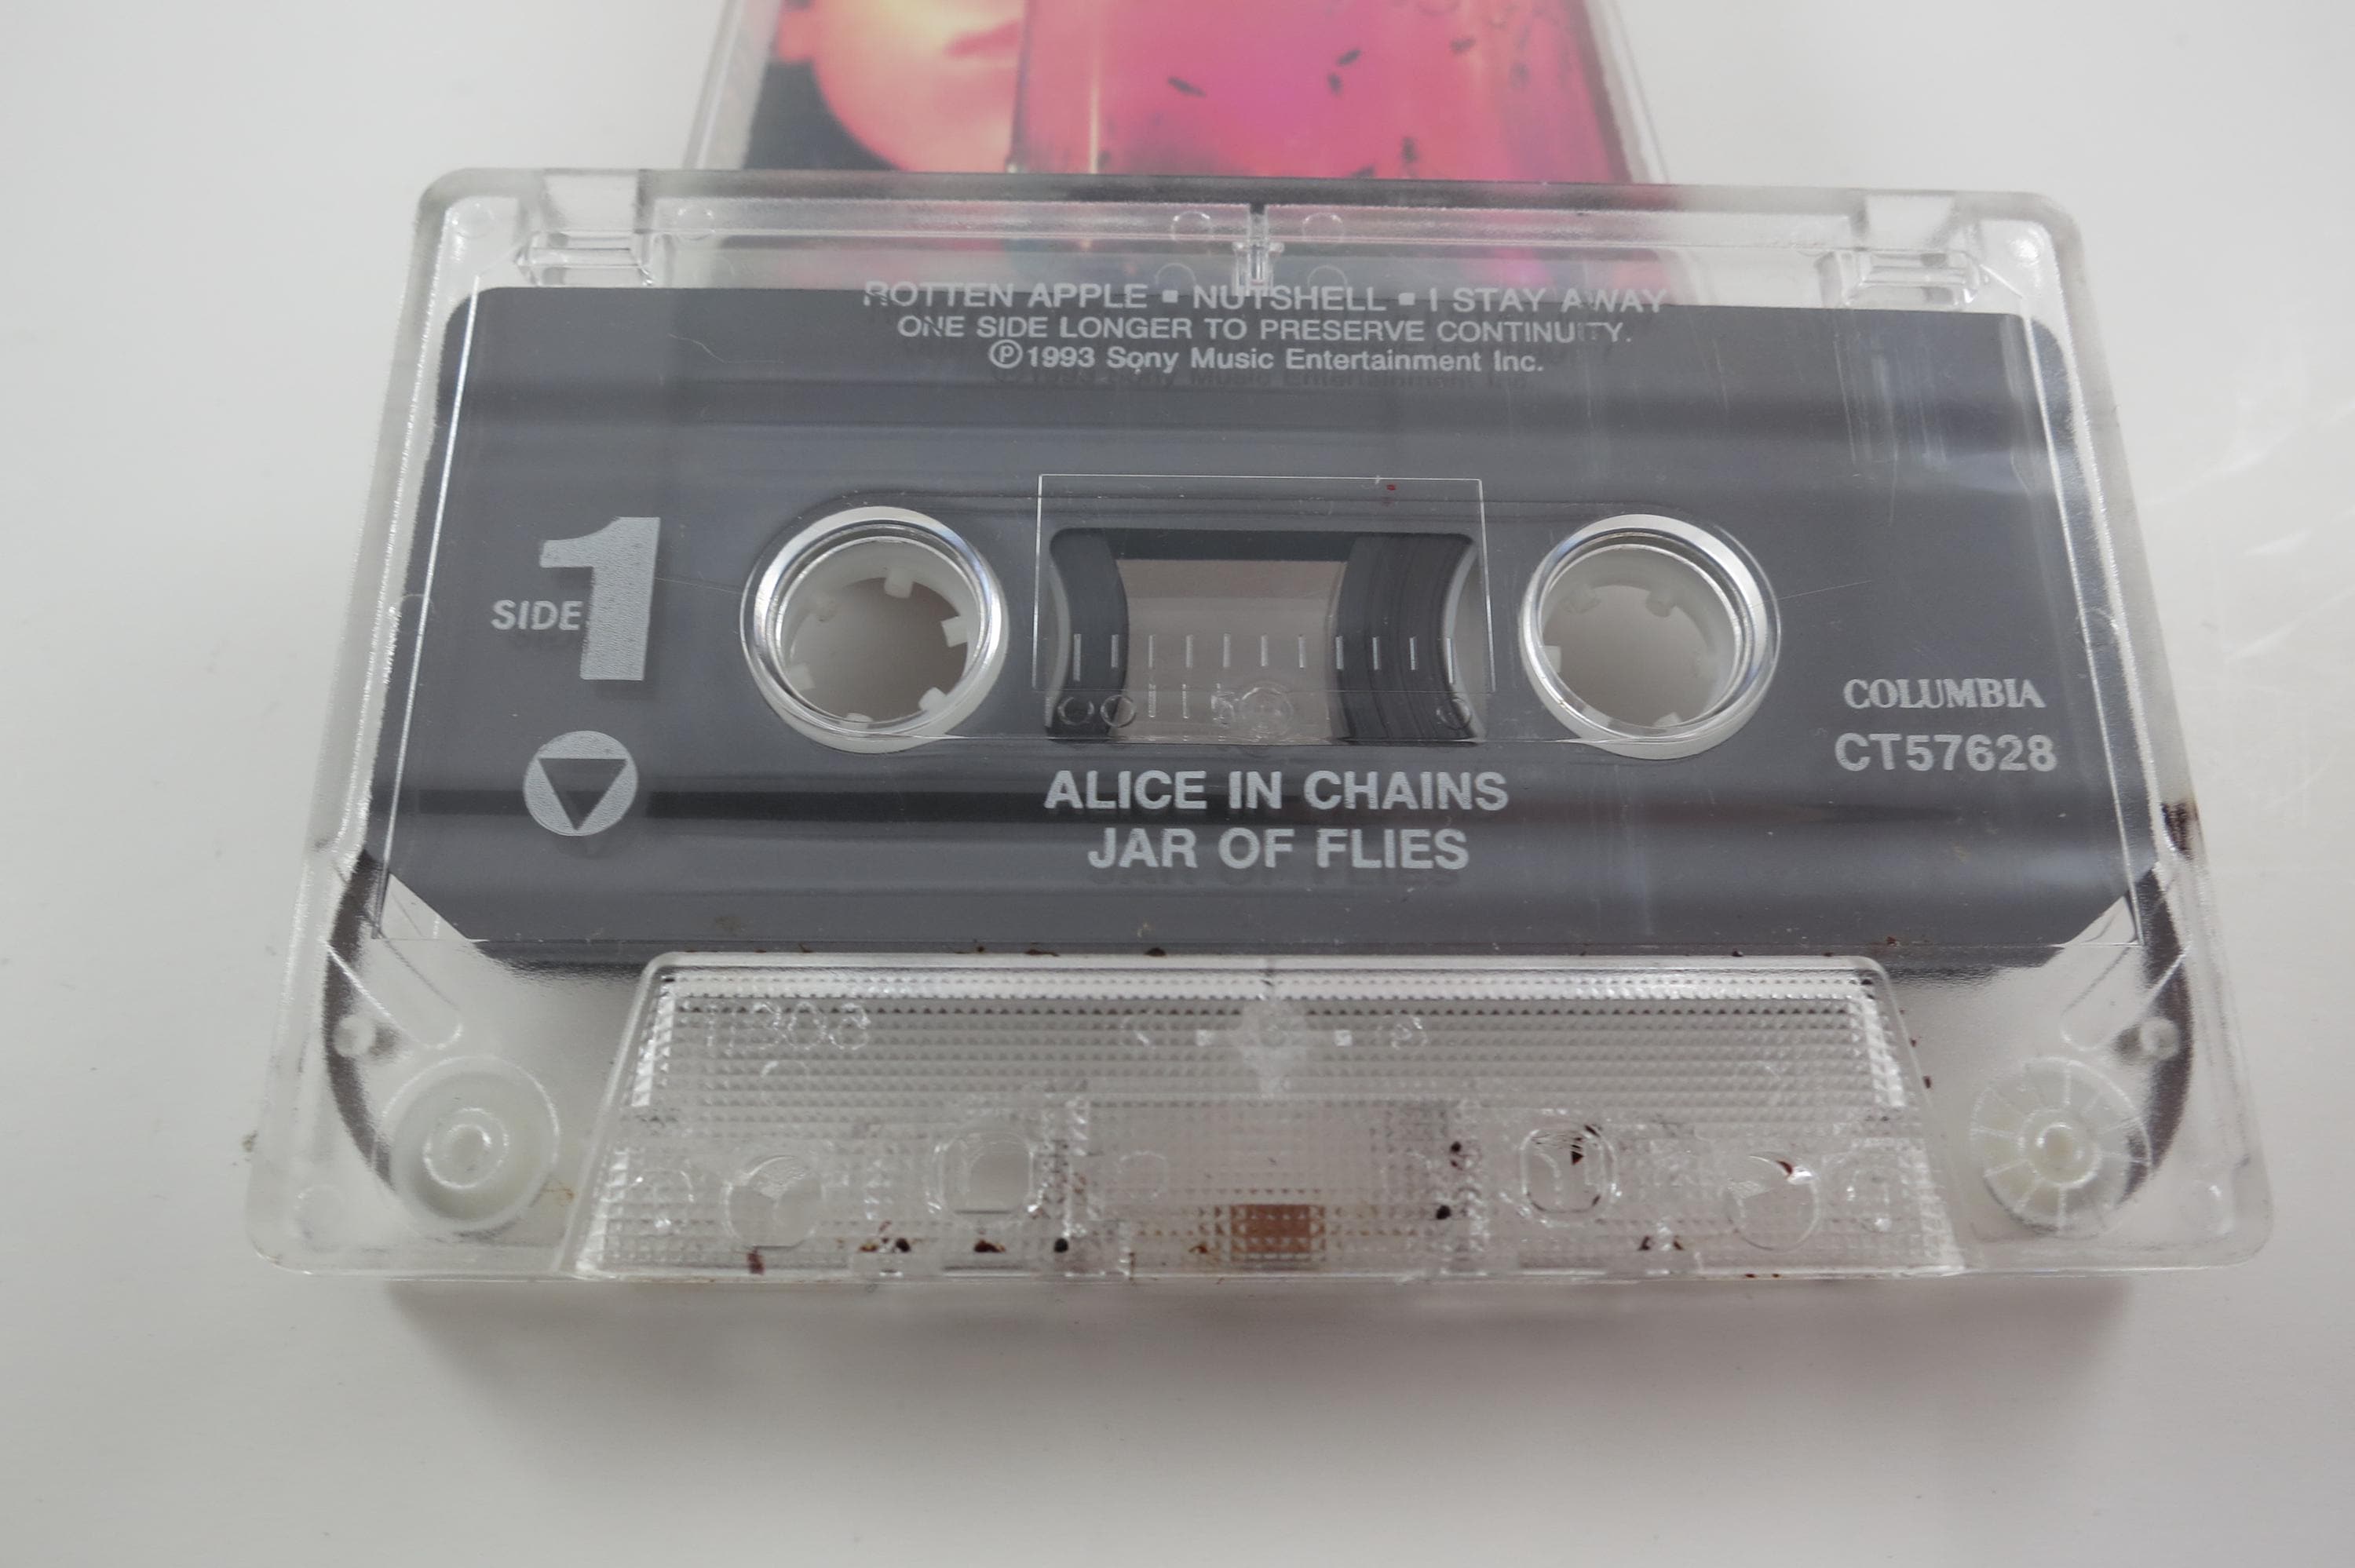 ROTTEN APPLE ▪ NUTSHELL ▪ I STAY AWAY
ONE SIDE LONGER TO PRESERVE CONTINUITY.
Ⓟ1993 Sony Music Entertainment Inc.
SIDE 1
COLUMBIA
CT57628
ALICE IN CHAINS
JAR OF FLIES